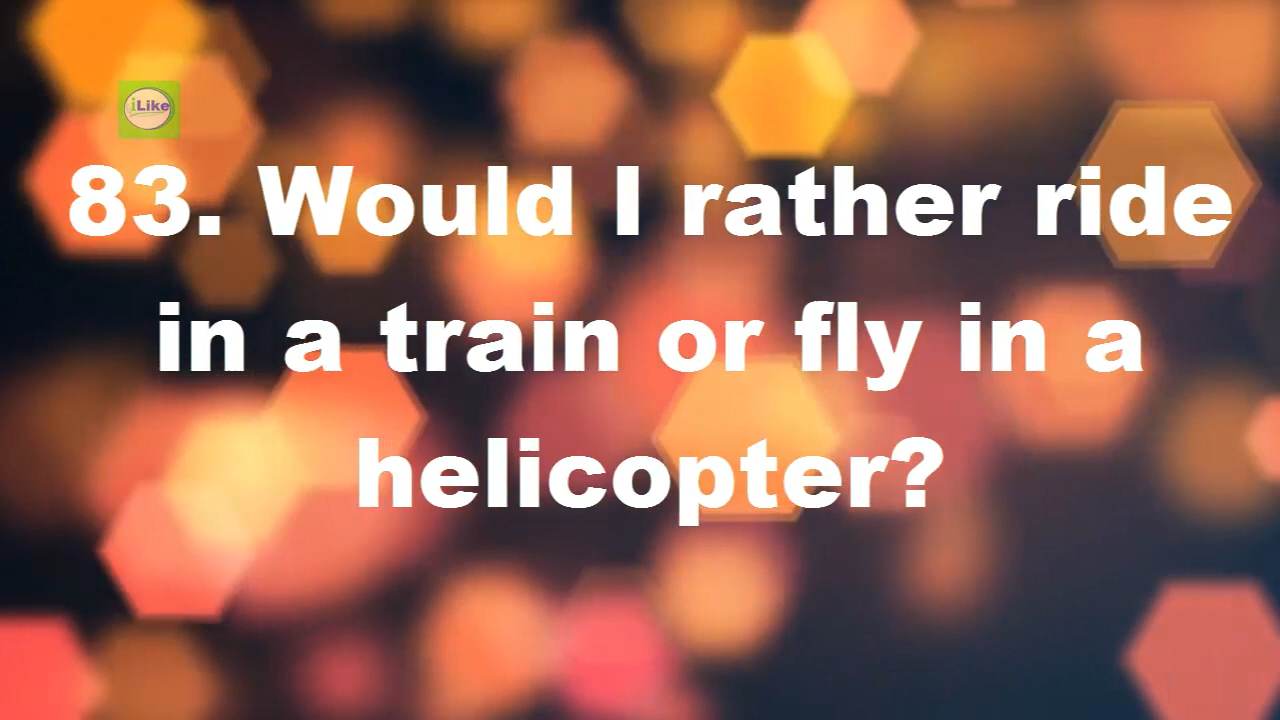 iLike
83. Would I rather ride
in a train or fly in a
helicopter?